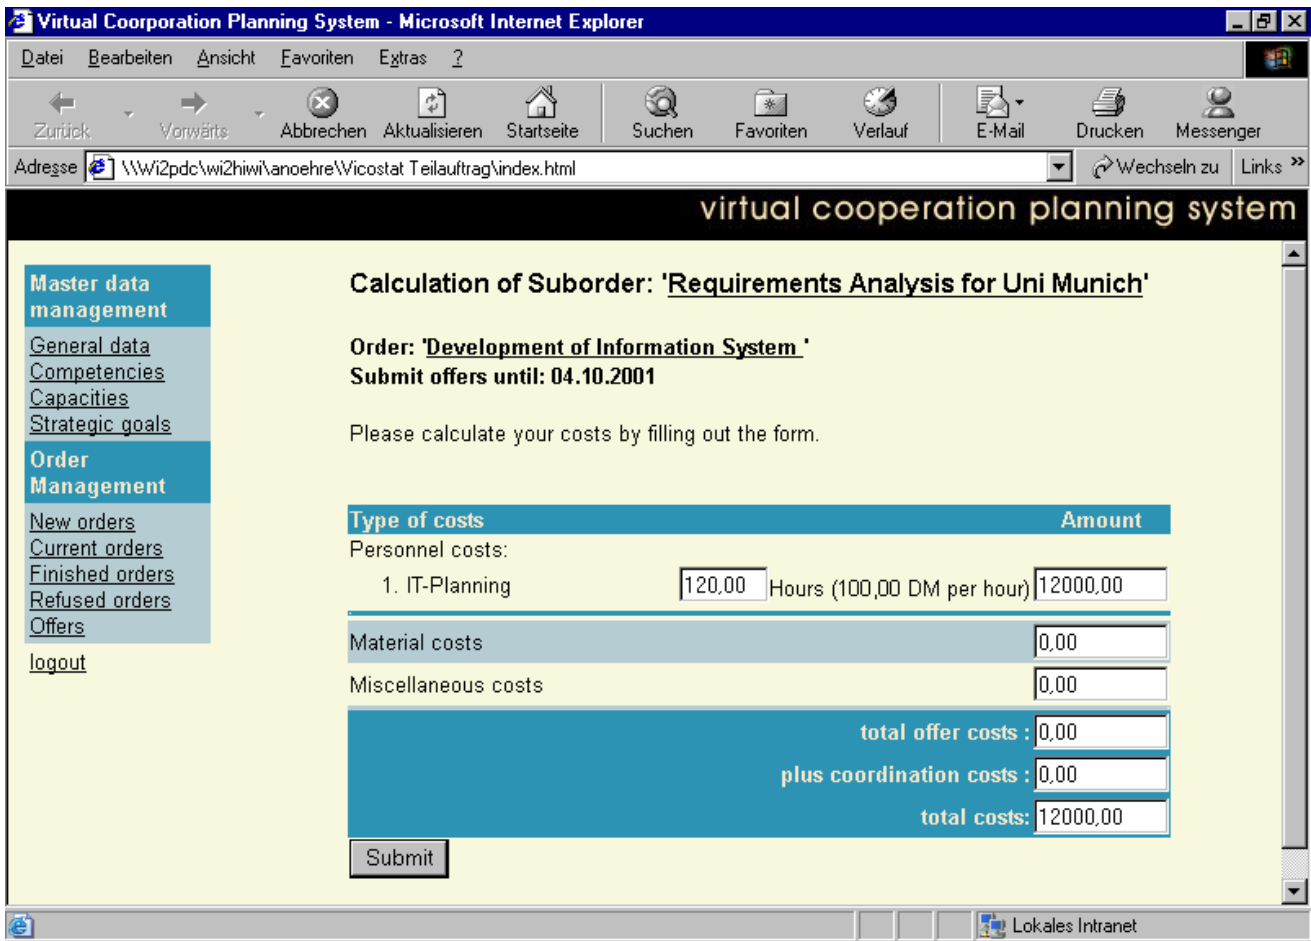 Virtual Coorporation Planning System - Microsoft Internet Explorer
Datei Bearbeiten Ansicht Favoriten Extras ?
Zurück Vorwärts Abbrechen Aktualisieren Startseite Suchen Favoriten Verlauf E-Mail Drucken Messenger
Adresse \\Wi2pdc\wi2hiwi\anoehre\Vicostat Teilauftrag\index.html Wechseln zu Links »
virtual cooperation planning system
Master data
management
General data
Competencies
Capacities
Strategic goals
Order
Management
New orders
Current orders
Finished orders
Refused orders
Offers
logout
Calculation of Suborder: 'Requirements Analysis for Uni Munich'
Order: 'Development of Information System '
Submit offers until: 04.10.2001
Please calculate your costs by filling out the form.
Type of costs Amount
Personnel costs:
1. IT-Planning 120,00 Hours (100,00 DM per hour) 12000,00
Material costs 0,00
Miscellaneous costs 0,00
total offer costs : 0,00
plus coordination costs : 0,00
total costs: 12000,00
Submit
Lokales Intranet